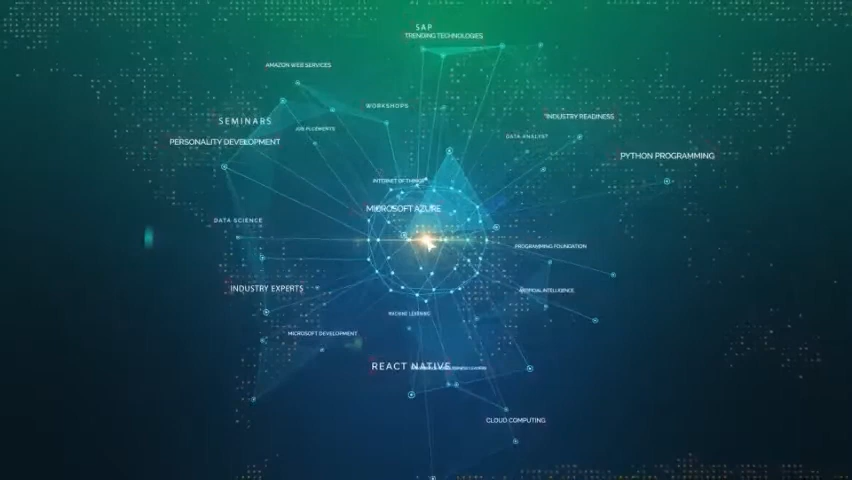 SAP
TRENDING TECHNOLOGIES
AMAZON WEB SERVICES
WORKSHOPS
SEMINARS
INDUSTRY READINESS
JOB PLCEMENTS
DATA ANALYST
PERSONALITY DEVELOPMENT
PYTHON PROGRAMMING
INTERNET OF THINGS
MICROSOFT AZURE
DATA SCIENCE
PROGRAMMING FOUNDATION
INDUSTRY EXPERTS
ARTIFICIAL INTELLIGENCE
MACHINE LEARNING
MICROSOFT DEVELOPMENT
REACT NATIVE
CLOUD COMPUTING